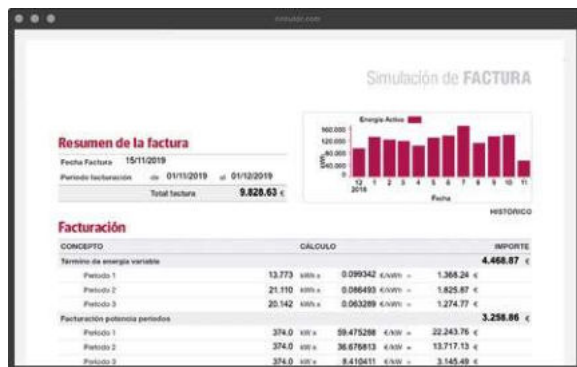 Simulación de FACTURA
Resumen de la factura
Fecha Factura 15/11/2019
Periodo facturación de 01/11/2019 al 01/12/2019
Total factura 9.828.63 €
Energía Activa
160.000
120.000
80.000
40.000
0
kWh
12 1 2 3 4 5 6 7 8 9 10 11
2018
Fecha
HISTÓRICO
Facturación
CONCEPTO CÁLCULO IMPORTE
Término de energía variable 4.468.87 €
Periodo 1 13.773 kWh x 0.099342 €/kWh = 1.368.24 €
Periodo 2 21.110 kWh x 0.086493 €/kWh = 1.825.87 €
Periodo 3 20.142 kWh x 0.063289 €/kWh = 1.274.77 €
Facturación potencia periodos 3.258.86 €
Periodo 1 374.0 kW x 59.475288 €/kW = 22.243.76 €
Periodo 2 374.0 kW x 36.676813 €/kW = 13.717.13 €
Periodo 3 374.0 kW x 8.410411 €/kW = 3.145.49 €